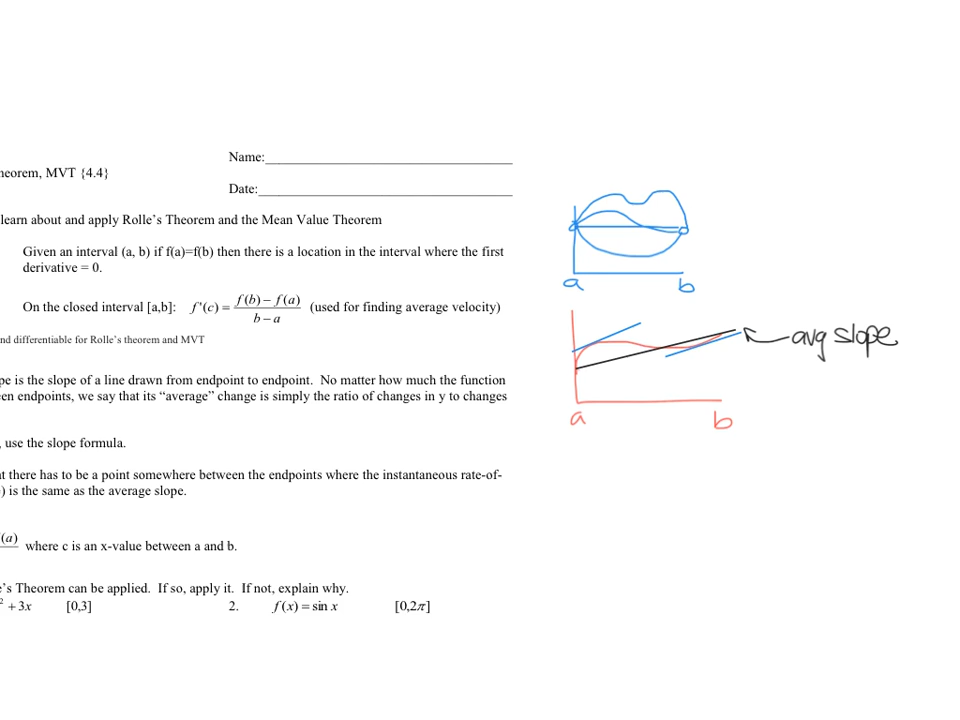 Name:
heorem, MVT {4.4}
Date:
learn about and apply Rolle's Theorem and the Mean Value Theorem
Given an interval (a, b) if f(a)=f(b) then there is a location in the interval where the first
derivative = 0.
On the closed interval [a,b]: f'(c) = f(b) − f(a) / b − a (used for finding average velocity)
nd differentiable for Rolle's theorem and MVT
pe is the slope of a line drawn from endpoint to endpoint. No matter how much the function
en endpoints, we say that its "average" change is simply the ratio of changes in y to changes
, use the slope formula.
t there has to be a point somewhere between the endpoints where the instantaneous rate-of-
) is the same as the average slope.
(a) where c is an x-value between a and b.
's Theorem can be applied. If so, apply it. If not, explain why.
² + 3x [0,3] 2. f(x) = sin x [0,2π]
a b
avg slope
a b